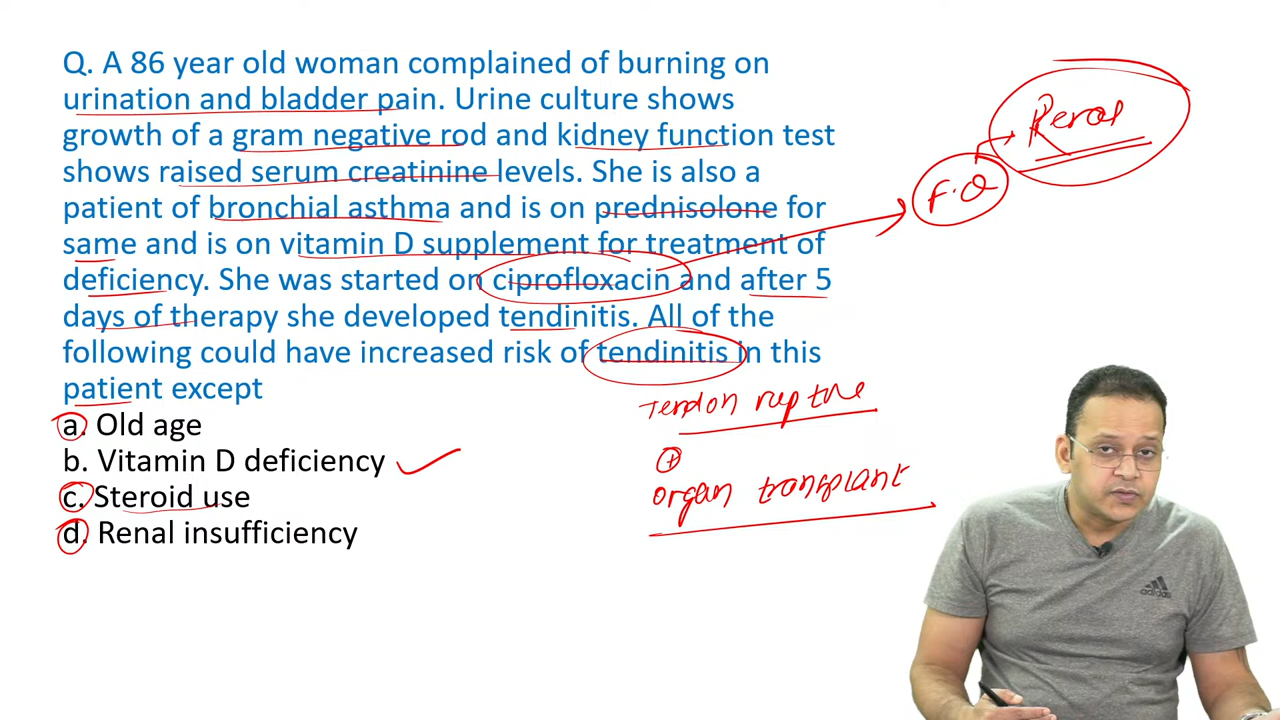 Q. A 86 year old woman complained of burning on
urination and bladder pain. Urine culture shows
growth of a gram negative rod and kidney function test
shows raised serum creatinine levels. She is also a
patient of bronchial asthma and is on prednisolone for
same and is on vitamin D supplement for treatment of
deficiency. She was started on ciprofloxacin and after 5
days of therapy she developed tendinitis. All of the
following could have increased risk of tendinitis in this
patient except
a. Old age
b. Vitamin D deficiency
c. Steroid use
d. Renal insufficiency
Renal
F.Q
Tendon rupture
+
organ transplant
adidas